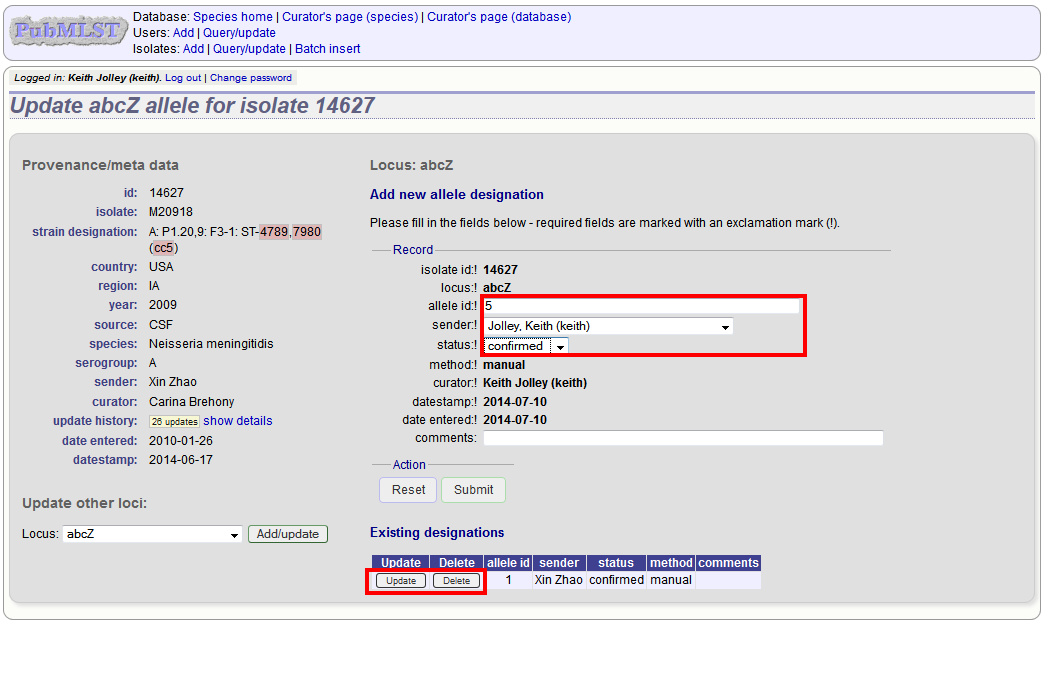 PubMLST
Database: Species home | Curator's page (species) | Curator's page (database)
Users: Add | Query/update
Isolates: Add | Query/update | Batch insert
Logged in: Keith Jolley (keith). Log out | Change password
Update abcZ allele for isolate 14627
Provenance/meta data
id: 14627
isolate: M20918
strain designation: A: P1.20,9: F3-1: ST-4789,7980
(cc5)
country: USA
region: IA
year: 2009
source: CSF
species: Neisseria meningitidis
serogroup: A
sender: Xin Zhao
curator: Carina Brehony
update history: 26 updates show details
date entered: 2010-01-26
datestamp: 2014-06-17
Update other loci:
Locus: abcZ Add/update
Locus: abcZ
Add new allele designation
Please fill in the fields below - required fields are marked with an exclamation mark (!).
Record
isolate id:! 14627
locus:! abcZ
allele id:! 5
sender:! Jolley, Keith (keith)
status:! confirmed
method:! manual
curator:! Keith Jolley (keith)
datestamp:! 2014-07-10
date entered:! 2014-07-10
comments:
Action
Reset Submit
Existing designations
Update Delete allele id sender status method comments
Update Delete 1 Xin Zhao confirmed manual